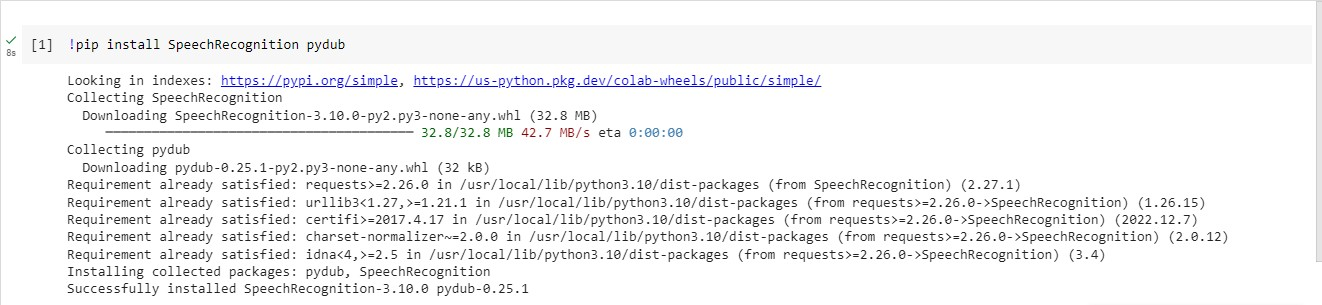 8s
[1] !pip install SpeechRecognition pydub
Looking in indexes: https://pypi.org/simple, https://us-python.pkg.dev/colab-wheels/public/simple/
Collecting SpeechRecognition
Downloading SpeechRecognition-3.10.0-py2.py3-none-any.whl (32.8 MB)
32.8/32.8 MB 42.7 MB/s eta 0:00:00
Collecting pydub
Downloading pydub-0.25.1-py2.py3-none-any.whl (32 kB)
Requirement already satisfied: requests>=2.26.0 in /usr/local/lib/python3.10/dist-packages (from SpeechRecognition) (2.27.1)
Requirement already satisfied: urllib3<1.27,>=1.21.1 in /usr/local/lib/python3.10/dist-packages (from requests>=2.26.0->SpeechRecognition) (1.26.15)
Requirement already satisfied: certifi>=2017.4.17 in /usr/local/lib/python3.10/dist-packages (from requests>=2.26.0->SpeechRecognition) (2022.12.7)
Requirement already satisfied: charset-normalizer~=2.0.0 in /usr/local/lib/python3.10/dist-packages (from requests>=2.26.0->SpeechRecognition) (2.0.12)
Requirement already satisfied: idna<4,>=2.5 in /usr/local/lib/python3.10/dist-packages (from requests>=2.26.0->SpeechRecognition) (3.4)
Installing collected packages: pydub, SpeechRecognition
Successfully installed SpeechRecognition-3.10.0 pydub-0.25.1